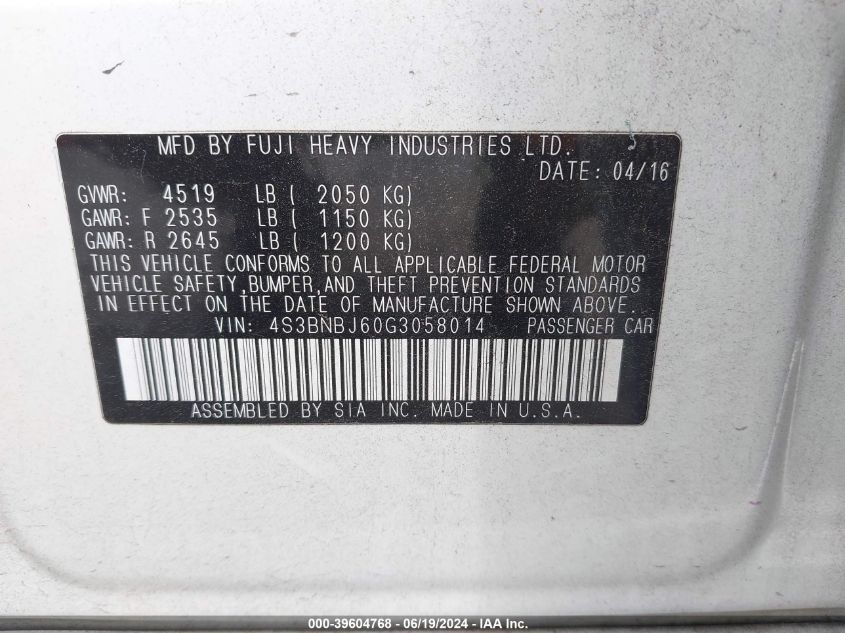 MFD BY FUJI HEAVY INDUSTRIES LTD.
DATE: 04/16
GVWR: 4519 LB ( 2050 KG)
GAWR: F 2535 LB ( 1150 KG)
GAWR: R 2645 LB ( 1200 KG)
THIS VEHICLE CONFORMS TO ALL APPLICABLE FEDERAL MOTOR
VEHICLE SAFETY,BUMPER,AND THEFT PREVENTION STANDARDS
IN EFFECT ON THE DATE OF MANUFACTURE SHOWN ABOVE.
VIN: 4S3BNBJ60G3058014 PASSENGER CAR
ASSEMBLED BY SIA INC. MADE IN U.S.A.
000-39604768 - 06/19/2024 - IAA Inc.